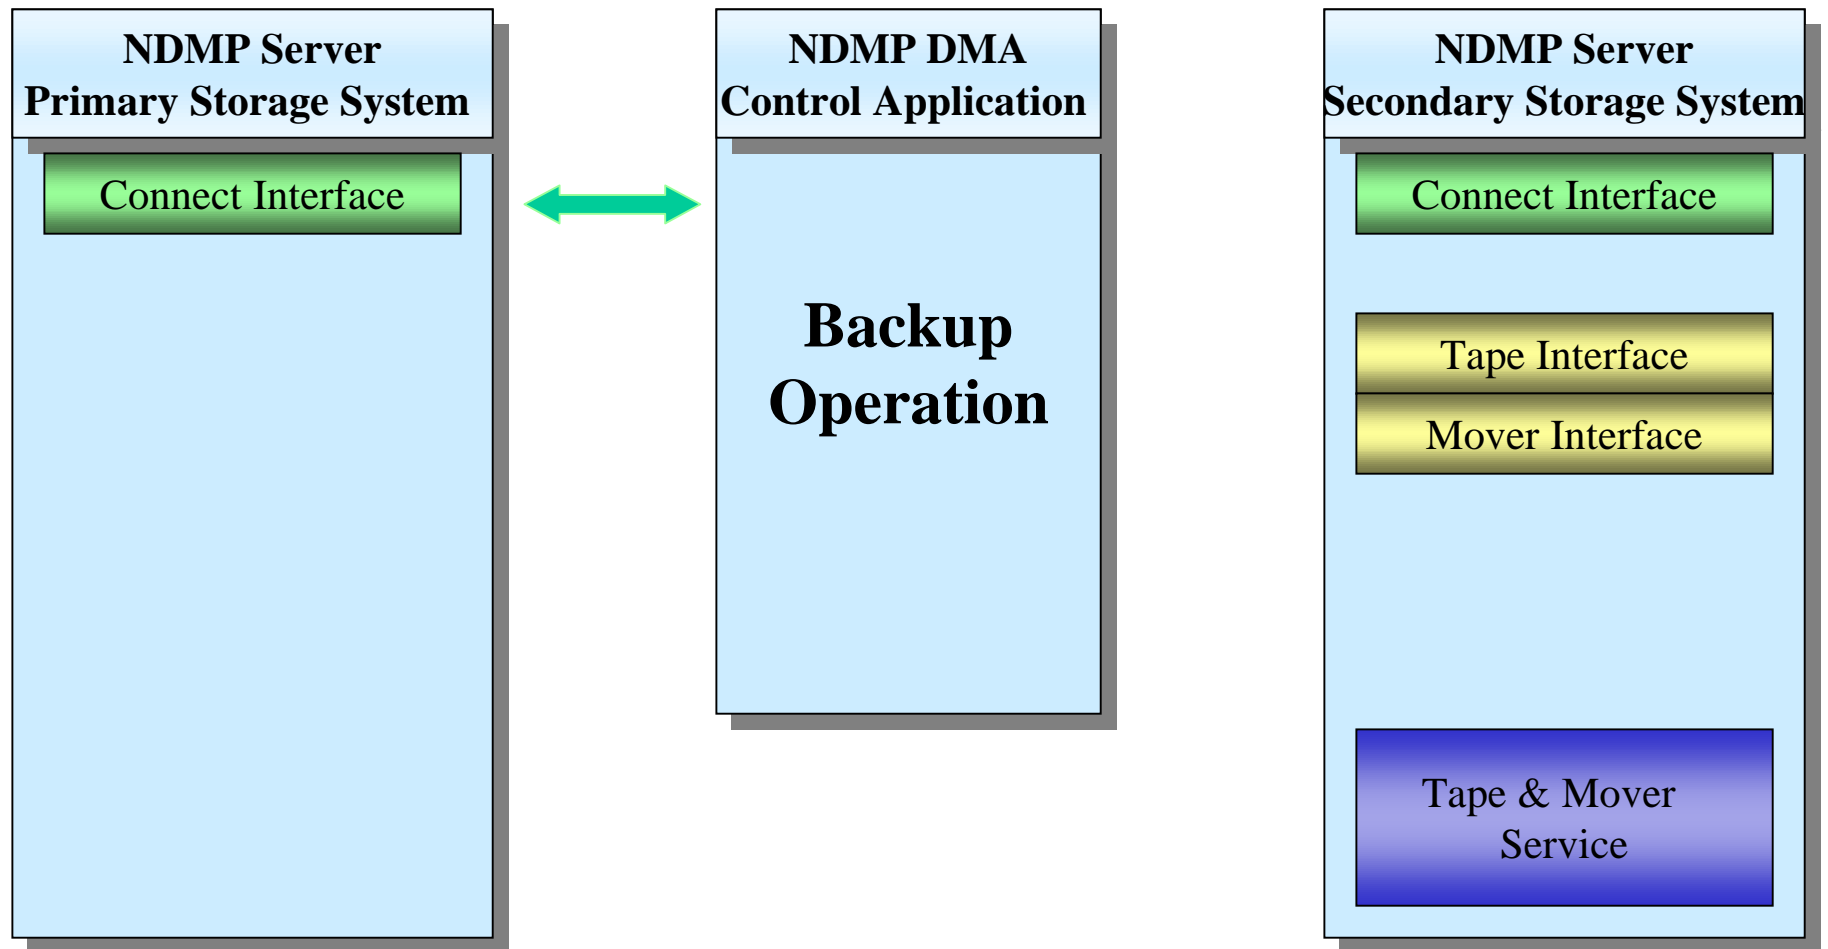 NDMP Server
Primary Storage System
Connect Interface
NDMP DMA
Control Application
Backup
Operation
NDMP Server
Secondary Storage System
Connect Interface
Tape Interface
Mover Interface
Tape & Mover
Service